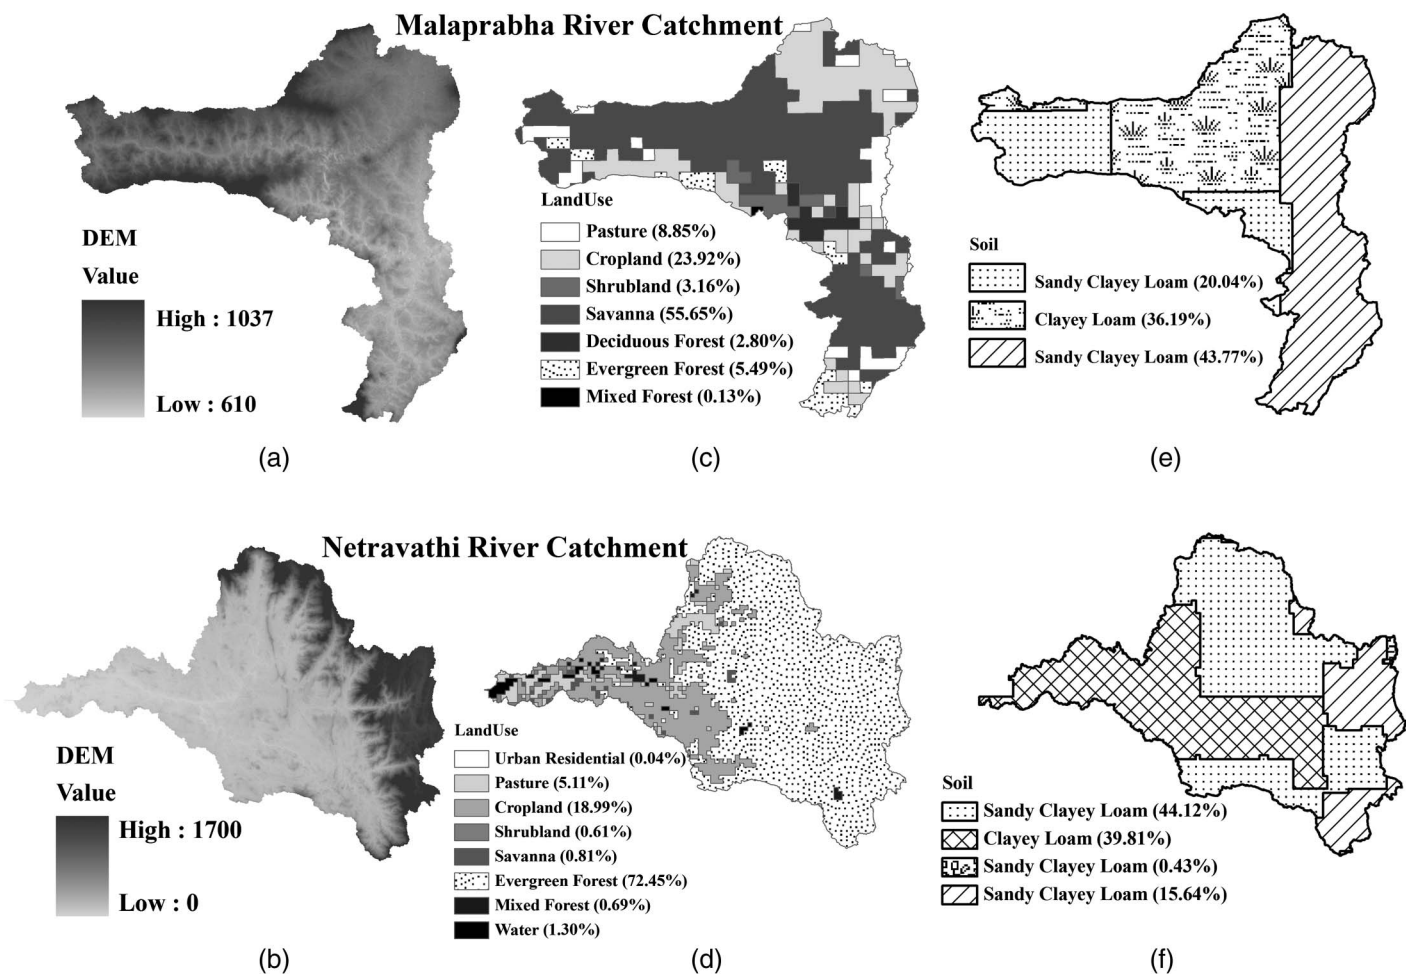 Malaprabha River Catchment
DEM
Value
High : 1037
Low : 610
(a)
LandUse
Pasture (8.85%)
Cropland (23.92%)
Shrubland (3.16%)
Savanna (55.65%)
Deciduous Forest (2.80%)
Evergreen Forest (5.49%)
Mixed Forest (0.13%)
(c)
Soil
Sandy Clayey Loam (20.04%)
Clayey Loam (36.19%)
Sandy Clayey Loam (43.77%)
(e)
Netravathi River Catchment
DEM
Value
High : 1700
Low : 0
(b)
LandUse
Urban Residential (0.04%)
Pasture (5.11%)
Cropland (18.99%)
Shrubland (0.61%)
Savanna (0.81%)
Evergreen Forest (72.45%)
Mixed Forest (0.69%)
Water (1.30%)
(d)
Soil
Sandy Clayey Loam (44.12%)
Clayey Loam (39.81%)
Sandy Clayey Loam (0.43%)
Sandy Clayey Loam (15.64%)
(f)